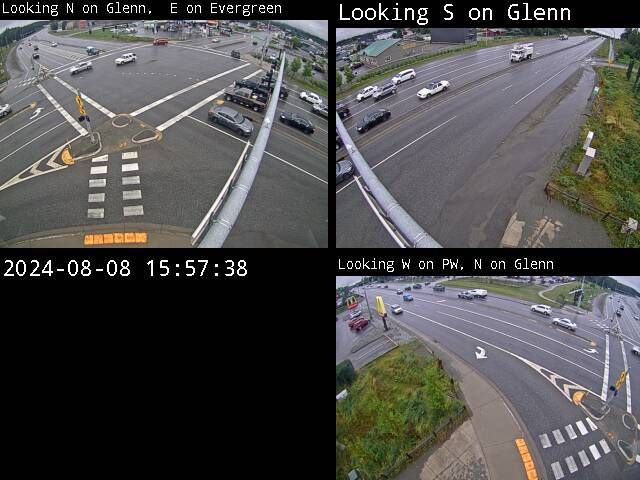 Looking N on Glenn,  E on Evergreen
Looking S on Glenn
2024-08-08 15:57:38
Looking W on PW, N on Glenn